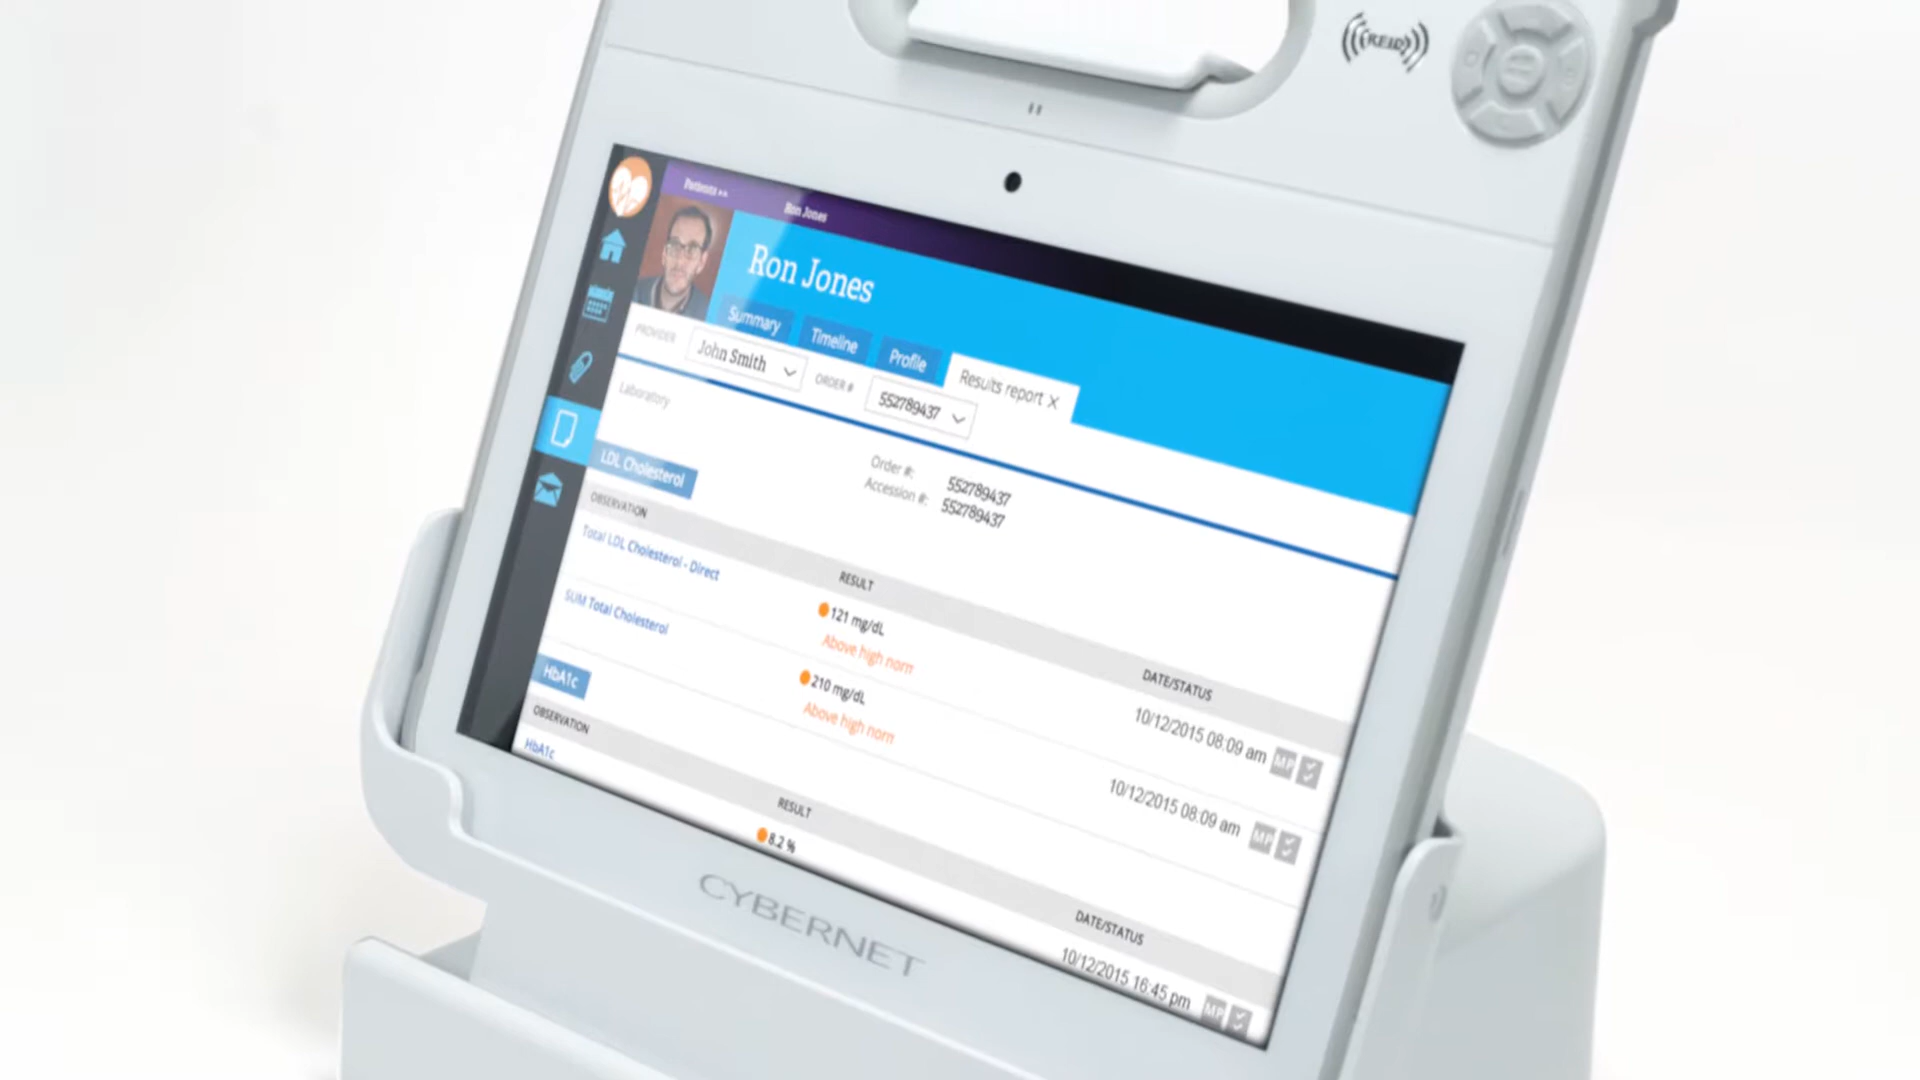 RFID
Patients
Ron Jones
Ron Jones
Summary
Timeline
Profile
Results report X
PROVIDER
John Smith
ORDER #
552789437
Laboratory
Order #: 552789437
Accession #: 552789437
LDL Cholesterol
OBSERVATION RESULT DATE/STATUS
Total LDL Cholesterol - Direct 121 mg/dL 10/12/2015 08:09 am MP
Above high norm
SUM Total Cholesterol 210 mg/dL 10/12/2015 08:09 am MP
Above high norm
HbA1c
OBSERVATION RESULT DATE/STATUS
HbA1c 8.2 % 10/12/2015 16:45 pm MP
CYBERNET